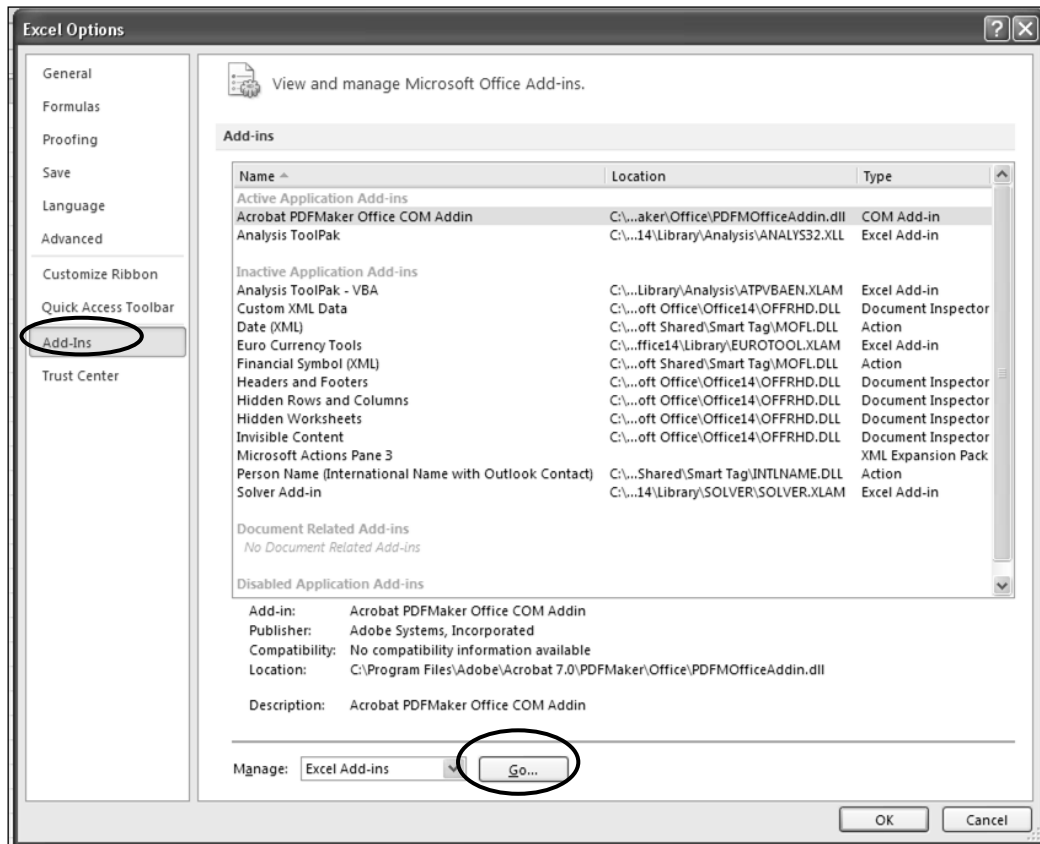 Excel Options
General
Formulas
Proofing
Save
Language
Advanced
Customize Ribbon
Quick Access Toolbar
Add-Ins
Trust Center
View and manage Microsoft Office Add-ins.
Add-ins
Name Location Type
Active Application Add-ins
Acrobat PDFMaker Office COM Addin C:\...aker\Office\PDFMOfficeAddin.dll COM Add-in
Analysis ToolPak C:\...14\Library\Analysis\ANALYS32.XLL Excel Add-in
Inactive Application Add-ins
Analysis ToolPak - VBA C:\...Library\Analysis\ATPVBAEN.XLAM Excel Add-in
Custom XML Data C:\...oft Office\Office14\OFFRHD.DLL Document Inspector
Date (XML) C:\...oft Shared\Smart Tag\MOFL.DLL Action
Euro Currency Tools C:\...ffice14\Library\EUROTOOL.XLAM Excel Add-in
Financial Symbol (XML) C:\...oft Shared\Smart Tag\MOFL.DLL Action
Headers and Footers C:\...oft Office\Office14\OFFRHD.DLL Document Inspector
Hidden Rows and Columns C:\...oft Office\Office14\OFFRHD.DLL Document Inspector
Hidden Worksheets C:\...oft Office\Office14\OFFRHD.DLL Document Inspector
Invisible Content C:\...oft Office\Office14\OFFRHD.DLL Document Inspector
Microsoft Actions Pane 3 XML Expansion Pack
Person Name (International Name with Outlook Contact) C:\...Shared\Smart Tag\INTLNAME.DLL Action
Solver Add-in C:\...14\Library\SOLVER\SOLVER.XLAM Excel Add-in
Document Related Add-ins
No Document Related Add-ins
Disabled Application Add-ins
Add-in: Acrobat PDFMaker Office COM Addin
Publisher: Adobe Systems, Incorporated
Compatibility: No compatibility information available
Location: C:\Program Files\Adobe\Acrobat 7.0\PDFMaker\Office\PDFMOfficeAddin.dll
Description: Acrobat PDFMaker Office COM Addin
Manage: Excel Add-ins Go...
OK Cancel